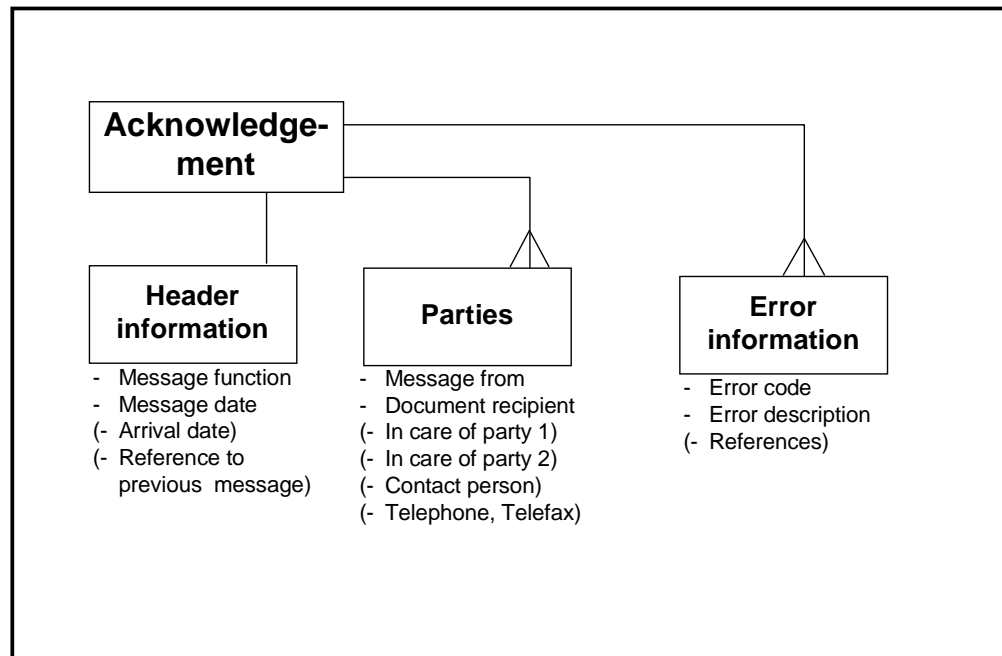 Acknowledge-
ment
Header
information
- Message function
- Message date
(- Arrival date)
(- Reference to
previous message)
Parties
- Message from
- Document recipient
(- In care of party 1)
(- In care of party 2)
(- Contact person)
(- Telephone, Telefax)
Error
information
- Error code
- Error description
(- References)